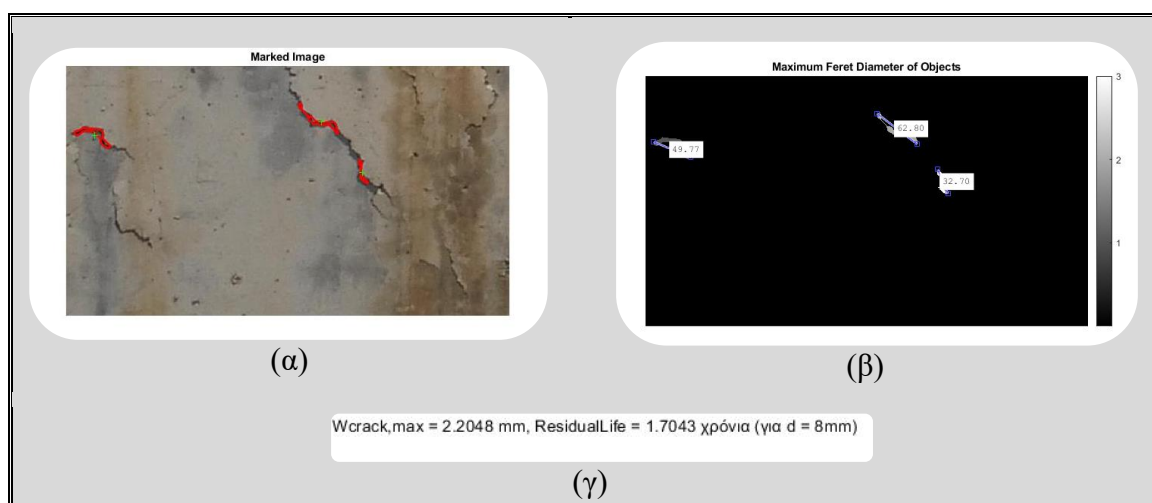 Marked Image
(α)
Maximum Feret Diameter of Objects
62.80
49.77
32.70
3
2
1
(β)
Wcrack,max = 2.2048 mm, ResidualLife = 1.7043 χρόνια (για d = 8mm)
(γ)